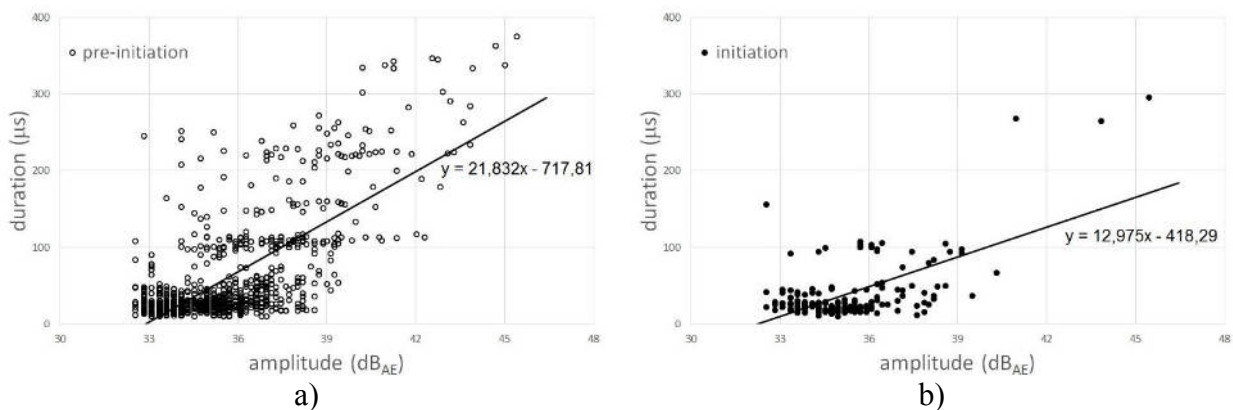 400
pre-initiation
300
200
100
0
duration (µs)
y = 21,832x - 717,81
30 33 36 39 42 45 48
amplitude (dBAE)
a)
400
initiation
300
200
100
0
duration (µs)
y = 12,975x - 418,29
30 33 36 39 42 45 48
amplitude (dBAE)
b)